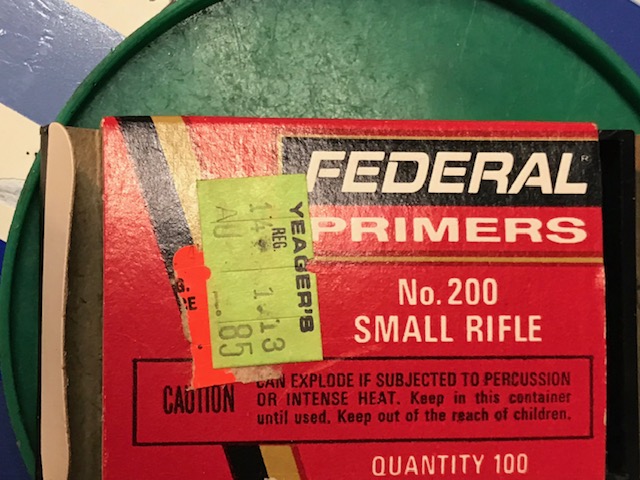 FEDERAL
PRIMERS
No. 200
SMALL RIFLE
YEAGER'S
REG. 1.13
.85
CAUTION
CAN EXPLODE IF SUBJECTED TO PERCUSSION
OR INTENSE HEAT. Keep in this container
until used. Keep out of the reach of children.
QUANTITY 100